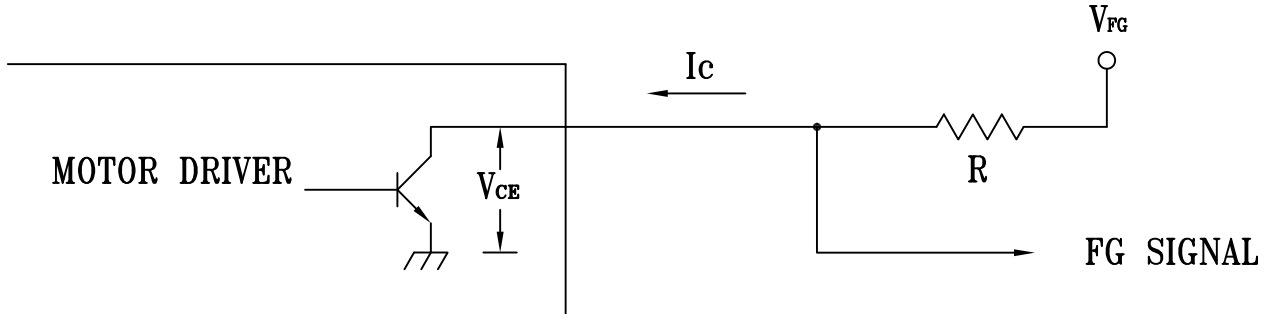 VFG
Ic
MOTOR DRIVER
VCE
R
FG SIGNAL